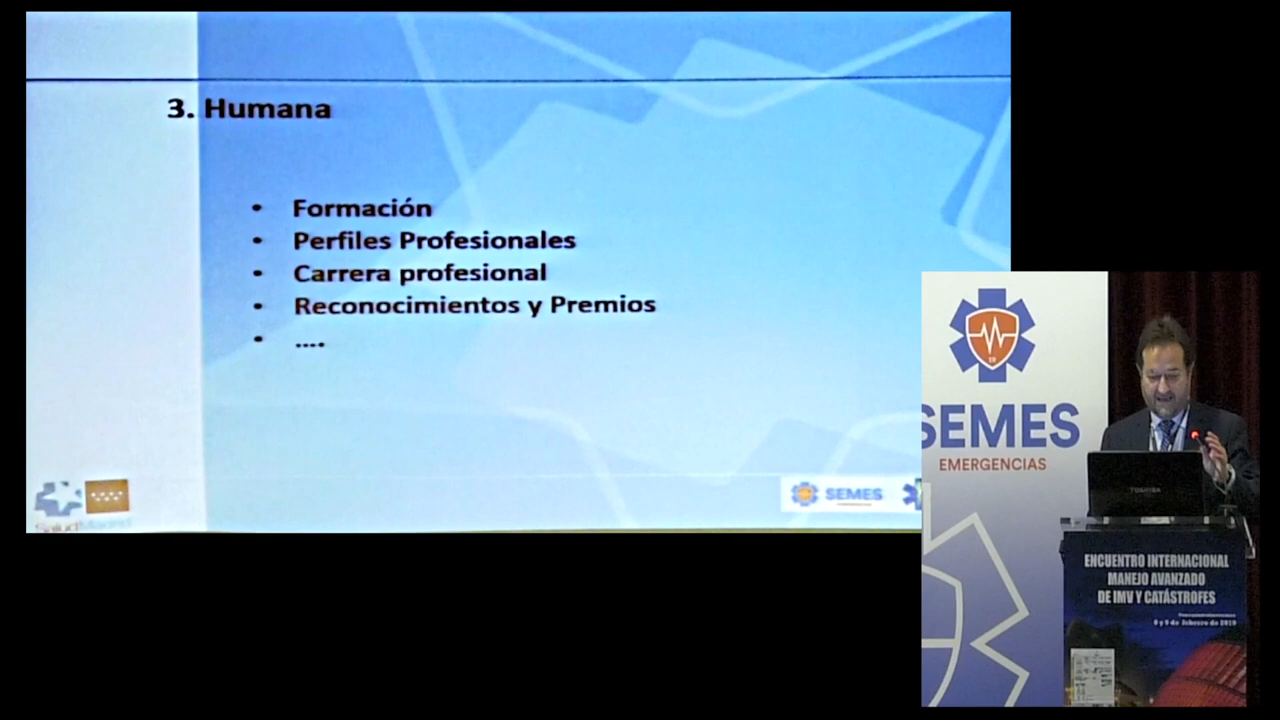 3. Humana
• Formación
• Perfiles Profesionales
• Carrera profesional
• Reconocimientos y Premios
• ....
SaludMadrid
SEMES
SEMES
EMERGENCIAS
TOSHIBA
ENCUENTRO INTERNACIONAL
MANEJO AVANZADO
DE IMV Y CATÁSTROFES